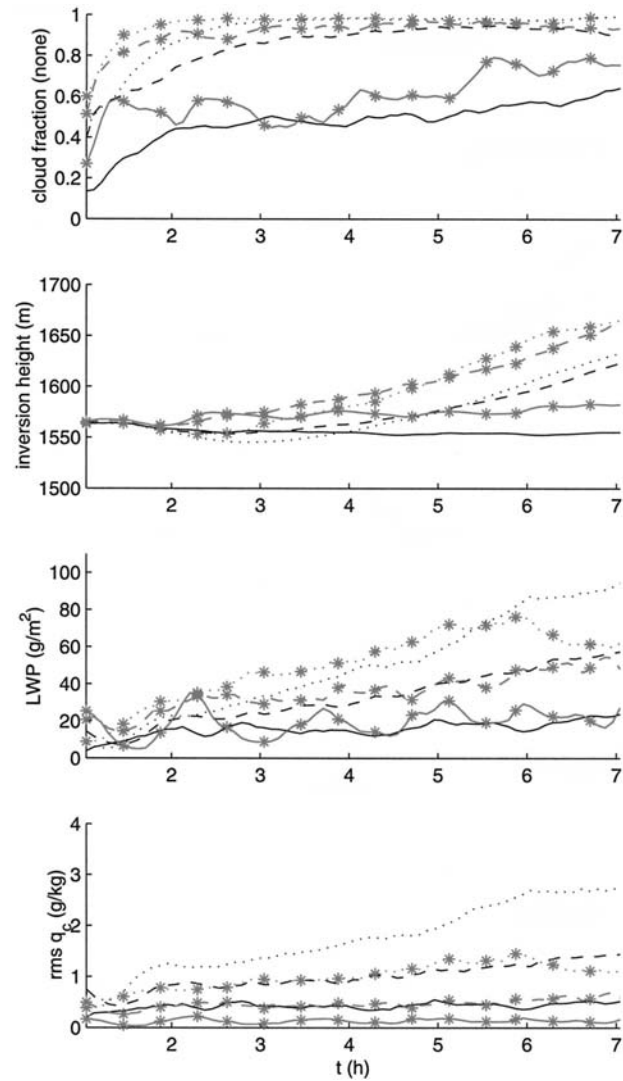 1
0.8
0.6
0.4
0.2
0
cloud fraction (none)
2 3 4 5 6 7
1700
1650
1600
1550
1500
inversion height (m)
2 3 4 5 6 7
100
80
60
40
20
0
LWP (g/m²)
2 3 4 5 6 7
4
3
2
1
0
rms q_c (g/kg)
2 3 4 5 6 7
t (h)